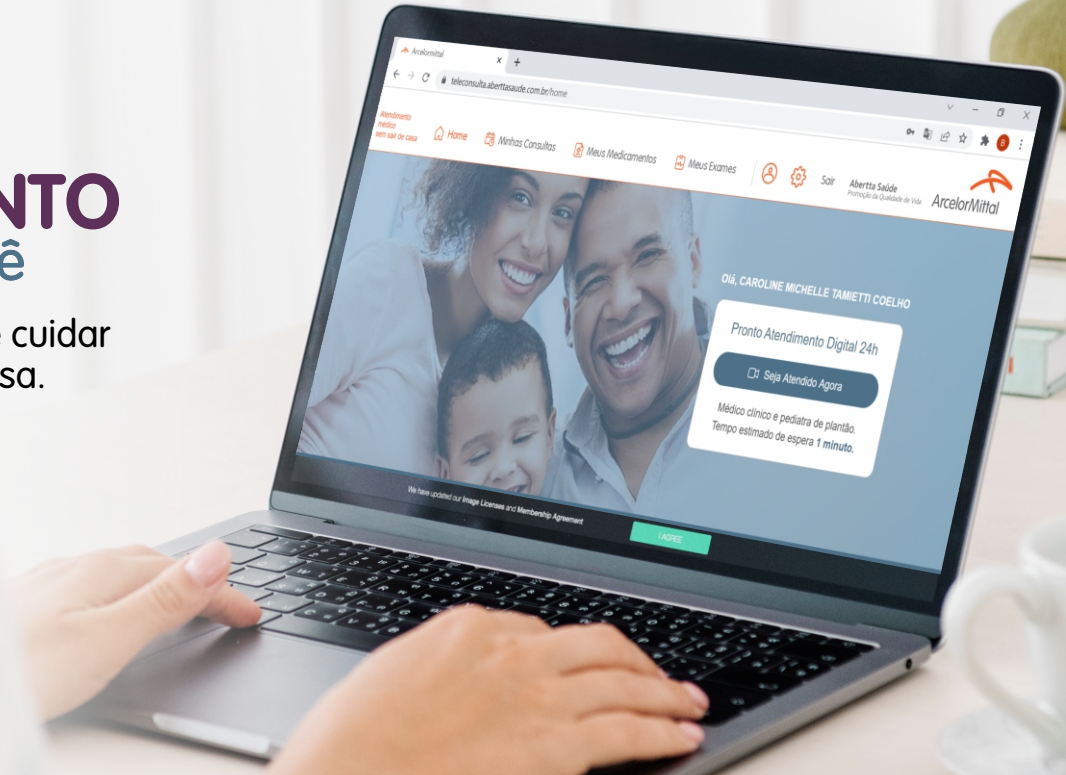 NTO
ê
e cuidar
sa.
Arcelormittal
teleconsulta.aberttasaude.com.br/home
Atendimento
médico
sem sair de casa
Home
Minhas Consultas
Meus Medicamentos
Meus Exames
Sair
Abertta Saúde
Promoção da Qualidade de Vida
ArcelorMittal
B
Olá, CAROLINE MICHELLE TAMIETTI COELHO
Pronto Atendimento Digital 24h
Seja Atendido Agora
Médico clínico e pediatra de plantão.
Tempo estimado de espera 1 minuto.
We have updated our Image Licenses and Membership Agreement
I AGREE